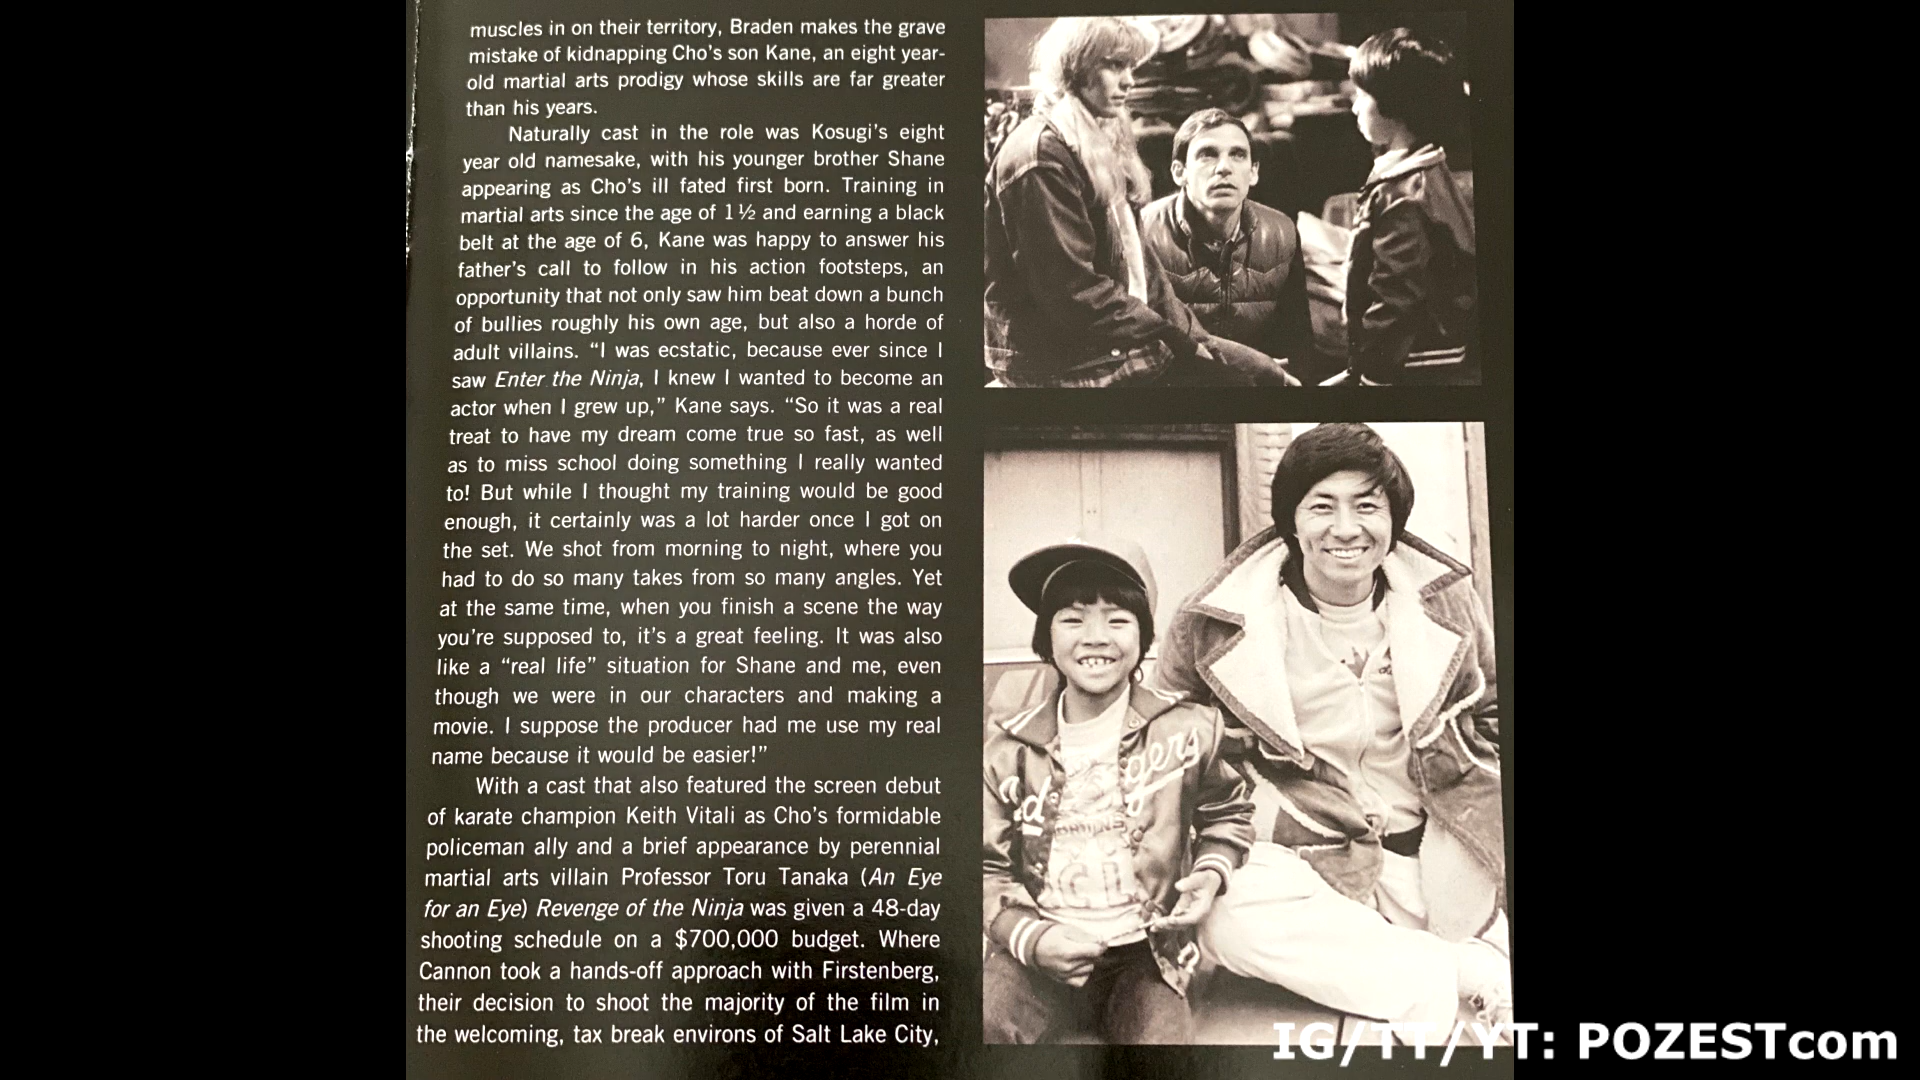 muscles in on their territory, Braden makes the grave
mistake of kidnapping Cho's son Kane, an eight year-
old martial arts prodigy whose skills are far greater
than his years.
Naturally cast in the role was Kosugi's eight
year old namesake, with his younger brother Shane
appearing as Cho's ill fated first born. Training in
martial arts since the age of 1½ and earning a black
belt at the age of 6, Kane was happy to answer his
father's call to follow in his action footsteps, an
opportunity that not only saw him beat down a bunch
of bullies roughly his own age, but also a horde of
adult villains. “I was ecstatic, because ever since I
saw Enter the Ninja, I knew I wanted to become an
actor when I grew up,” Kane says. “So it was a real
treat to have my dream come true so fast, as well
as to miss school doing something I really wanted
to! But while I thought my training would be good
enough, it certainly was a lot harder once I got on
the set. We shot from morning to night, where you
had to do so many takes from so many angles. Yet
at the same time, when you finish a scene the way
you're supposed to, it's a great feeling. It was also
like a “real life” situation for Shane and me, even
though we were in our characters and making a
movie. I suppose the producer had me use my real
name because it would be easier!”
With a cast that also featured the screen debut
of karate champion Keith Vitali as Cho's formidable
policeman ally and a brief appearance by perennial
martial arts villain Professor Toru Tanaka (An Eye
for an Eye) Revenge of the Ninja was given a 48-day
shooting schedule on a $700,000 budget. Where
Cannon took a hands-off approach with Firstenberg,
their decision to shoot the majority of the film in
the welcoming, tax break environs of Salt Lake City,
IG/TT/YT: POZESTcom